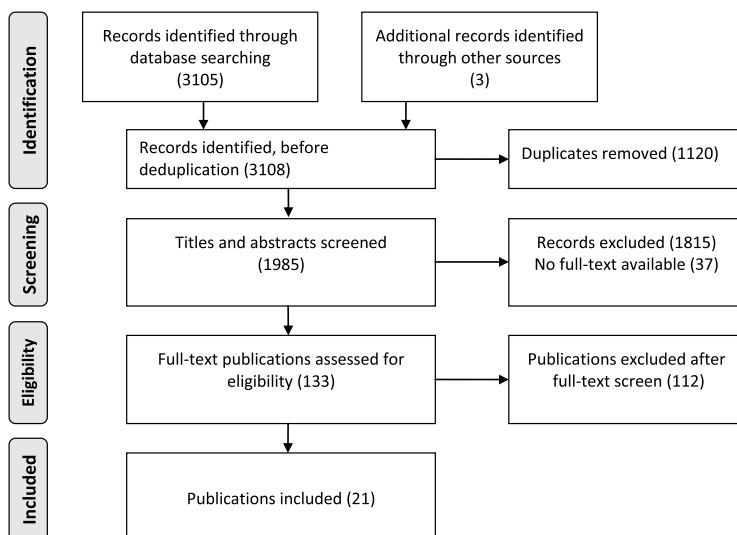 Identification
Records identified through
database searching
(3105)
Additional records identified
through other sources
(3)
Records identified, before
deduplication (3108)
Duplicates removed (1120)
Screening
Titles and abstracts screened
(1985)
Records excluded (1815)
No full-text available (37)
Eligibility
Full-text publications assessed for
eligibility (133)
Publications excluded after
full-text screen (112)
Included
Publications included (21)